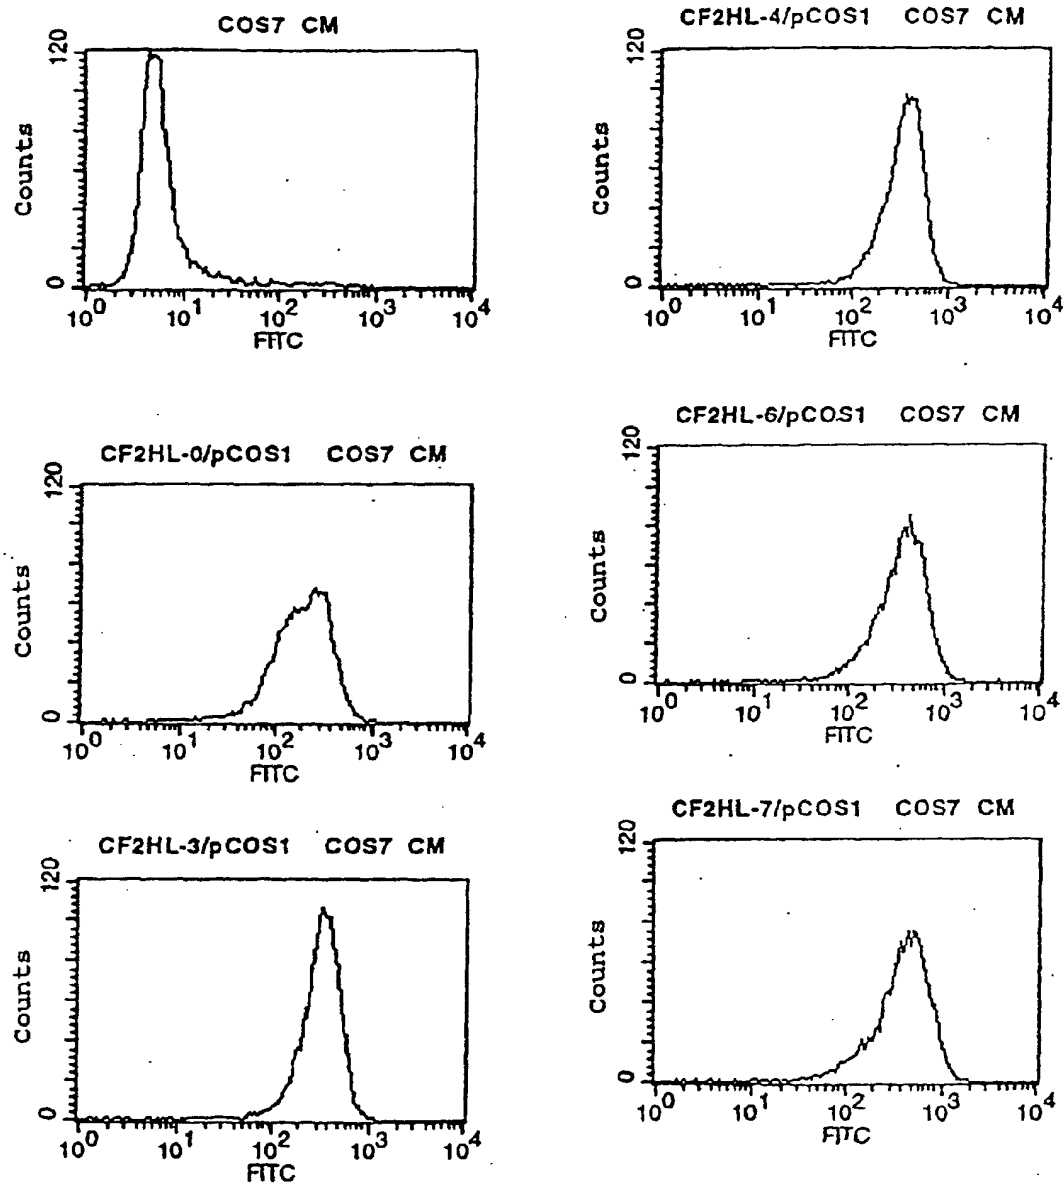 COS7 CM
120
Counts
0
10^0 10^1 10^2 10^3 10^4
FITC
CF2HL-0/pCOS1 COS7 CM
120
Counts
0
10^0 10^1 10^2 10^3 10^4
FITC
CF2HL-3/pCOS1 COS7 CM
120
Counts
0
10^0 10^1 10^2 10^3 10^4
FITC
CF2HL-4/pCOS1 COS7 CM
120
Counts
0
10^0 10^1 10^2 10^3 10^4
FITC
CF2HL-6/pCOS1 COS7 CM
120
Counts
0
10^0 10^1 10^2 10^3 10^4
FITC
CF2HL-7/pCOS1 COS7 CM
120
Counts
0
10^0 10^1 10^2 10^3 10^4
FITC